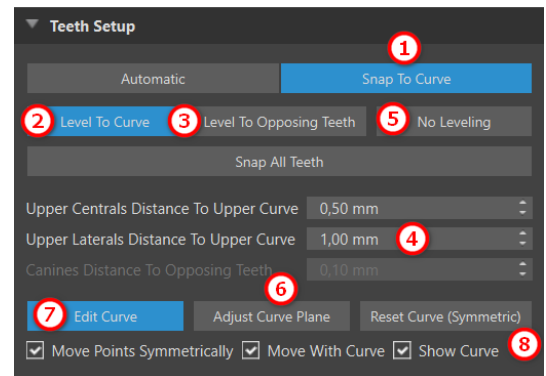 Teeth Setup
1
Automatic Snap To Curve
2 Level To Curve 3 Level To Opposing Teeth 5 No Leveling
Snap All Teeth
Upper Centrals Distance To Upper Curve 0,50 mm
Upper Laterals Distance To Upper Curve 1,00 mm 4
Canines Distance To Opposing Teeth 0,10 mm
6
7 Edit Curve Adjust Curve Plane Reset Curve (Symmetric)
Move Points Symmetrically Move With Curve Show Curve 8